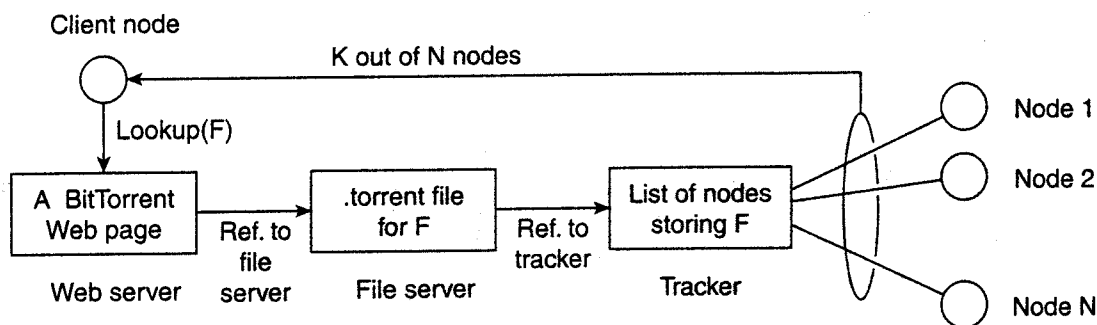 Client node
K out of N nodes
Lookup(F)
Node 1
A BitTorrent
Web page
.torrent file
for F
List of nodes
storing F
Node 2
Ref. to
file
server
Ref. to
tracker
Web server
File server
Tracker
Node N